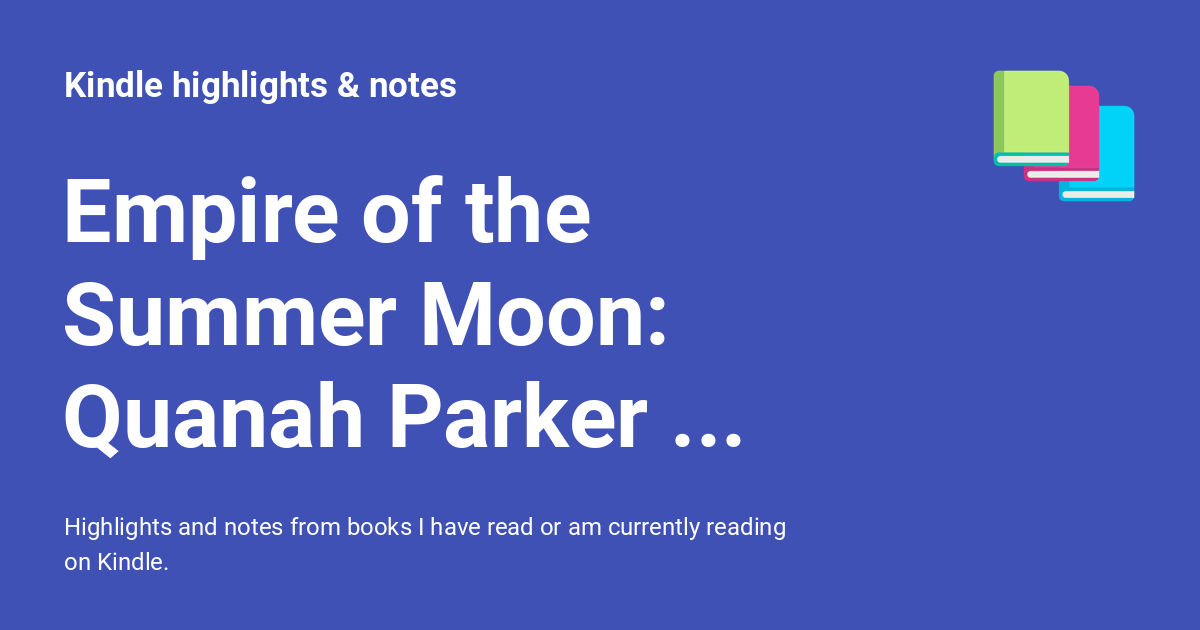 Kindle highlights & notes
Empire of the
Summer Moon:
Quanah Parker ...
Highlights and notes from books I have read or am currently reading
on Kindle.